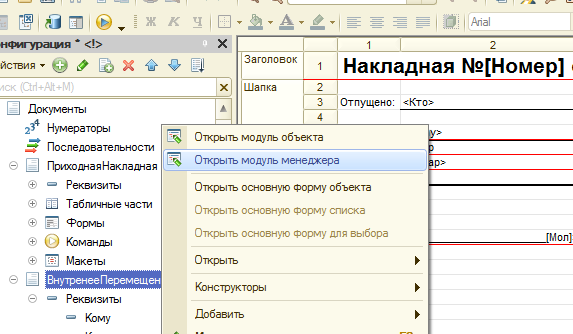 Ж К Ч
Arial
онфигурация * <!>
йствия
иск (Ctrl+Alt+M)
Документы
Нумераторы
Последовательности
ПриходнаяНакладная
Реквизиты
Табличные части
Формы
Команды
Макеты
ВнутренееПеремещен
Реквизиты
Кому
Открыть модуль объекта
Открыть модуль менеджера
Открыть основную форму объекта
Открыть основную форму списка
Открыть основную форму для выбора
Открыть
Конструкторы
Добавить
1 2
Заголовок 1 Накладная №[Номер]
Шапка 2
3 Отпущено: <Кто>
4
у>
р
ар>
[Мол]